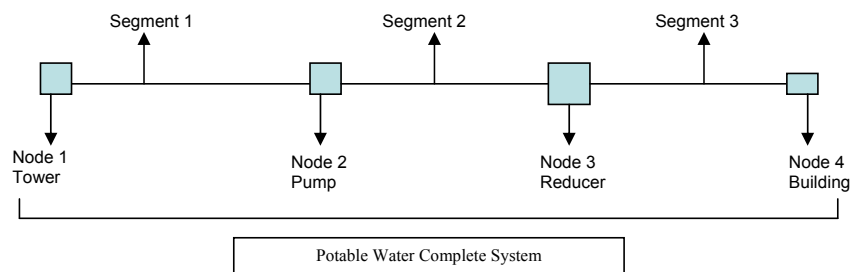 Segment 1
Segment 2
Segment 3
Node 1
Tower
Node 2
Pump
Node 3
Reducer
Node 4
Building
Potable Water Complete System